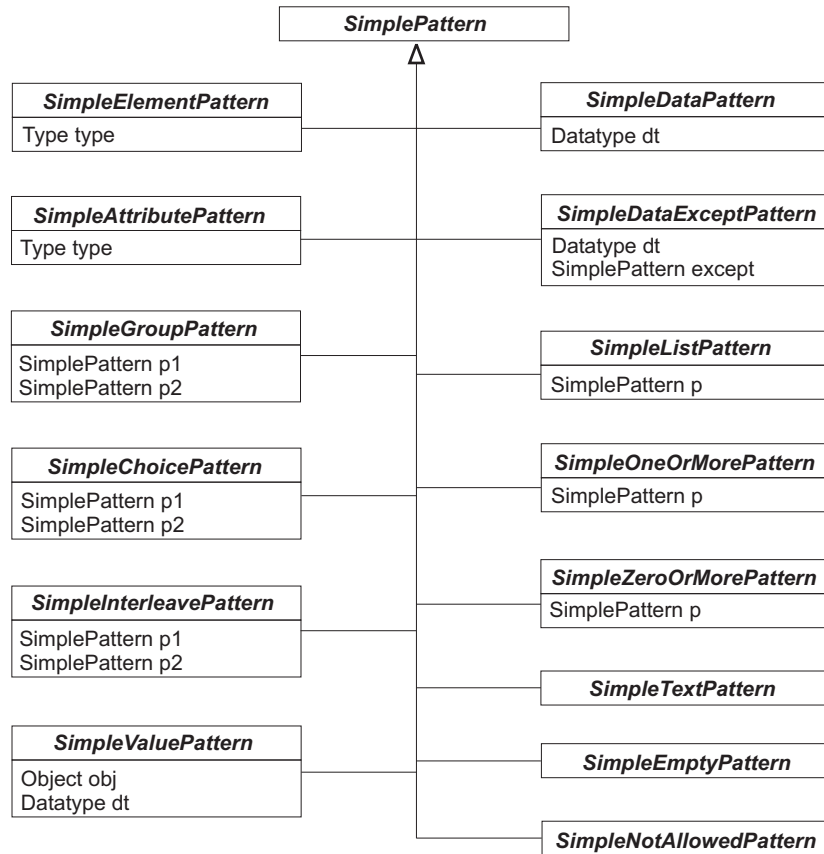 SimplePattern
SimpleElementPattern
Type type
SimpleAttributePattern
Type type
SimpleGroupPattern
SimplePattern p1
SimplePattern p2
SimpleChoicePattern
SimplePattern p1
SimplePattern p2
SimpleInterleavePattern
SimplePattern p1
SimplePattern p2
SimpleValuePattern
Object obj
Datatype dt
SimpleDataPattern
Datatype dt
SimpleDataExceptPattern
Datatype dt
SimplePattern except
SimpleListPattern
SimplePattern p
SimpleOneOrMorePattern
SimplePattern p
SimpleZeroOrMorePattern
SimplePattern p
SimpleTextPattern
SimpleEmptyPattern
SimpleNotAllowedPattern